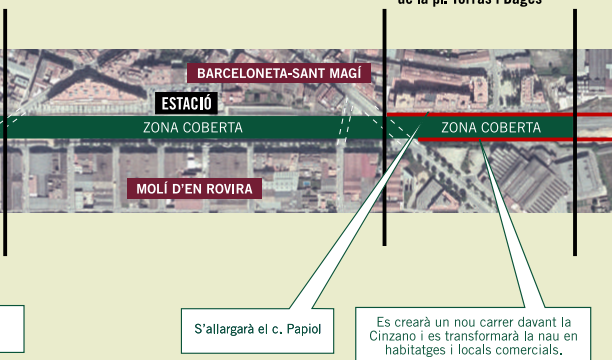 de la pl. Torras i Bages
BARCELONETA-SANT MAGÍ
ESTACIÓ
ZONA COBERTA
ZONA COBERTA
MOLÍ D'EN ROVIRA
S'allargarà el c. Papiol
Es crearà un nou carrer davant la
Cinzano i es transformarà la nau en
habitatges i locals comercials.